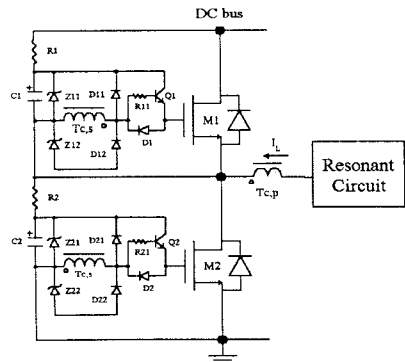 DC bus
R1
C1
Z11
D11
Q1
R11
Tc,s
D1
M1
Z12
D12
I_L
Resonant
Circuit
Tc,p
R2
C2
Z21
D21
Q2
R21
Tc,s
D2
M2
Z22
D22